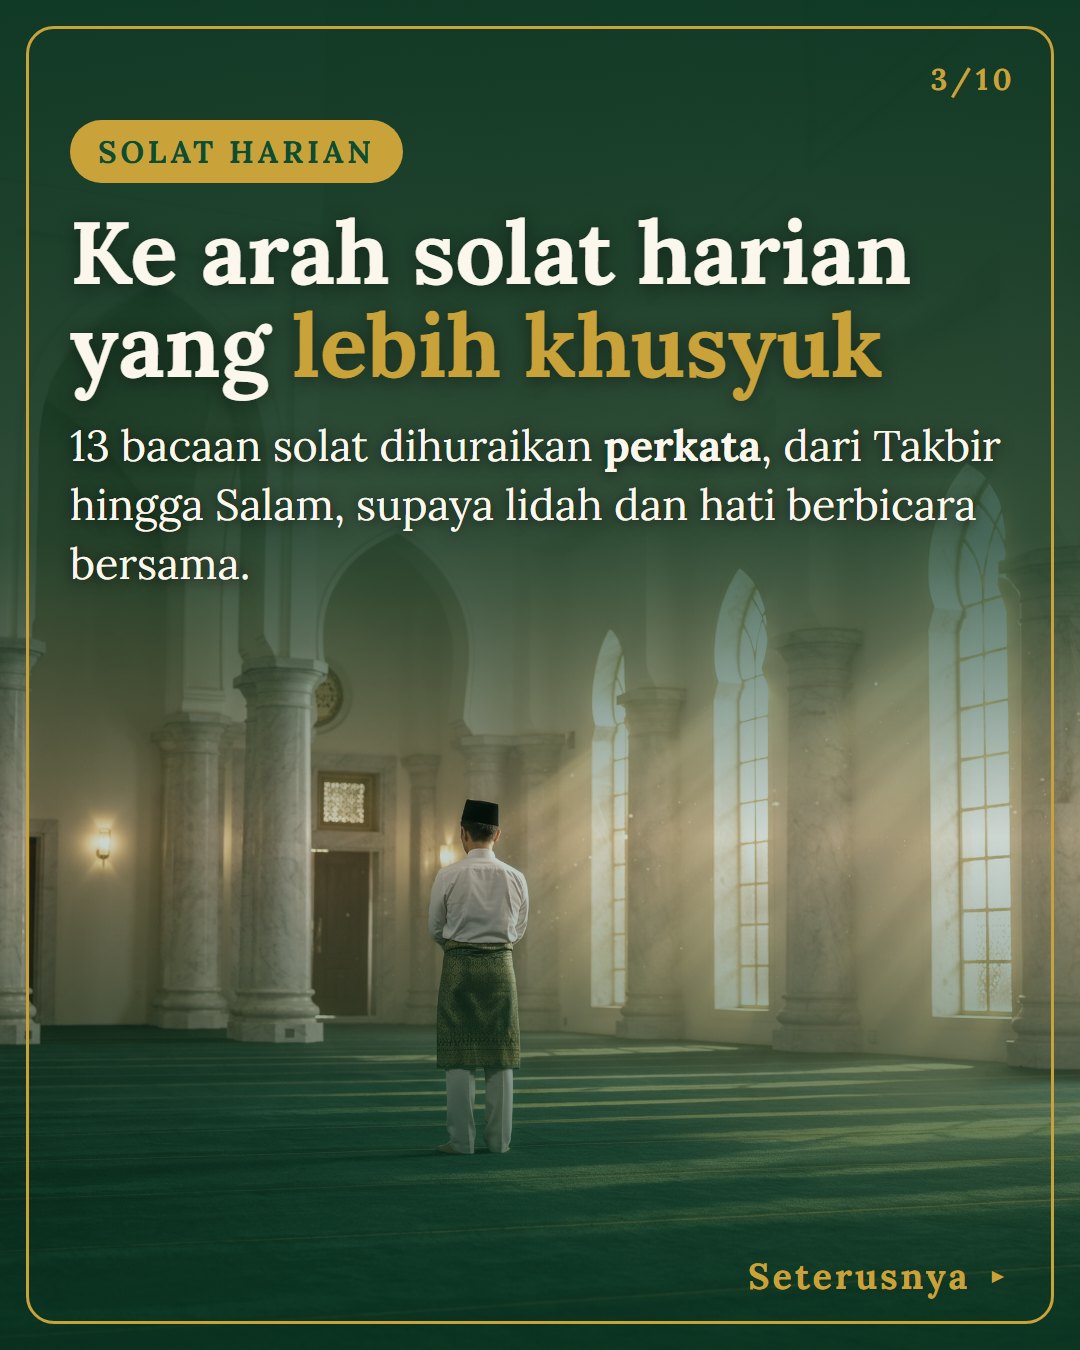 3/10
SOLAT HARIAN
Ke arah solat harian
yang lebih khusyuk
13 bacaan solat dihuraikan perkata, dari Takbir
hingga Salam, supaya lidah dan hati berbicara
bersama.
Seterusnya ▸